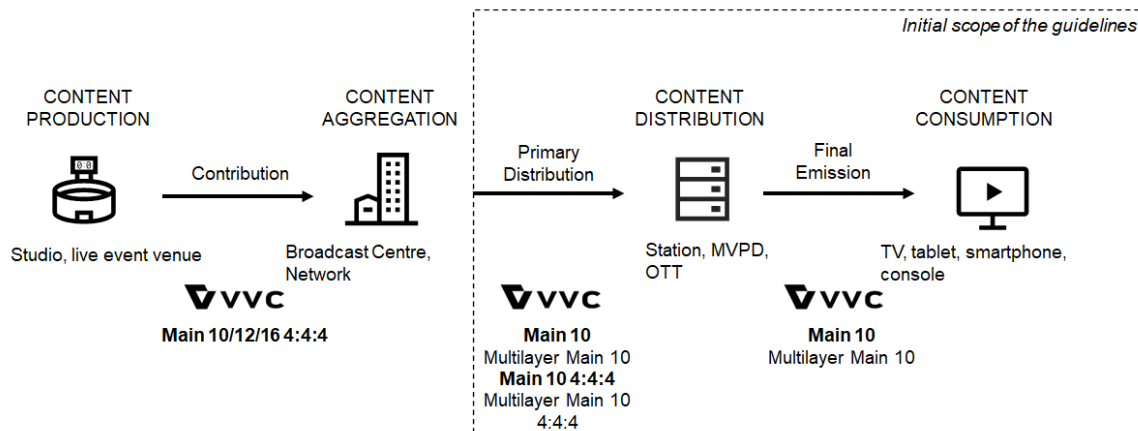 Initial scope of the guidelines
CONTENT
PRODUCTION
CONTENT
AGGREGATION
CONTENT
DISTRIBUTION
CONTENT
CONSUMPTION
00
Contribution
Primary
Distribution
Final
Emission
Studio, live event venue
Broadcast Centre,
Network
Station, MVPD,
OTT
TV, tablet, smartphone,
console
VVC
Main 10/12/16 4:4:4
VVC
Main 10
Multilayer Main 10
Main 10 4:4:4
Multilayer Main 10
4:4:4
VVC
Main 10
Multilayer Main 10